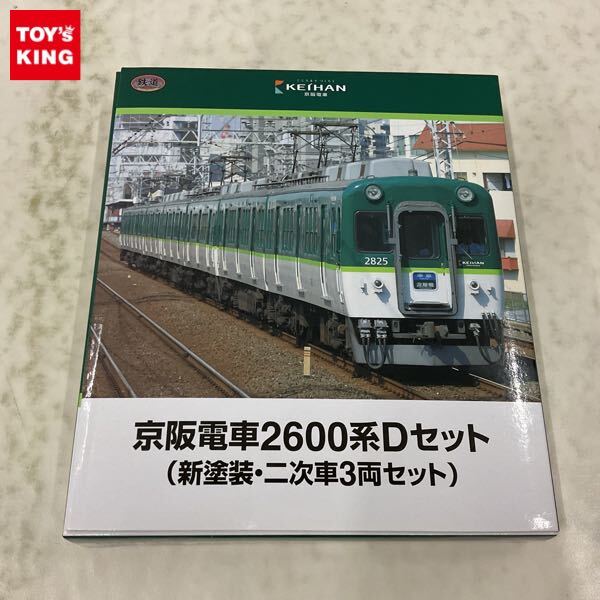 TOY'S
KING
鉄道
KEIHAN
京阪電車
2825
KEIHAN
京阪電車2600系Dセット
(新塗装・二次車3両セット)